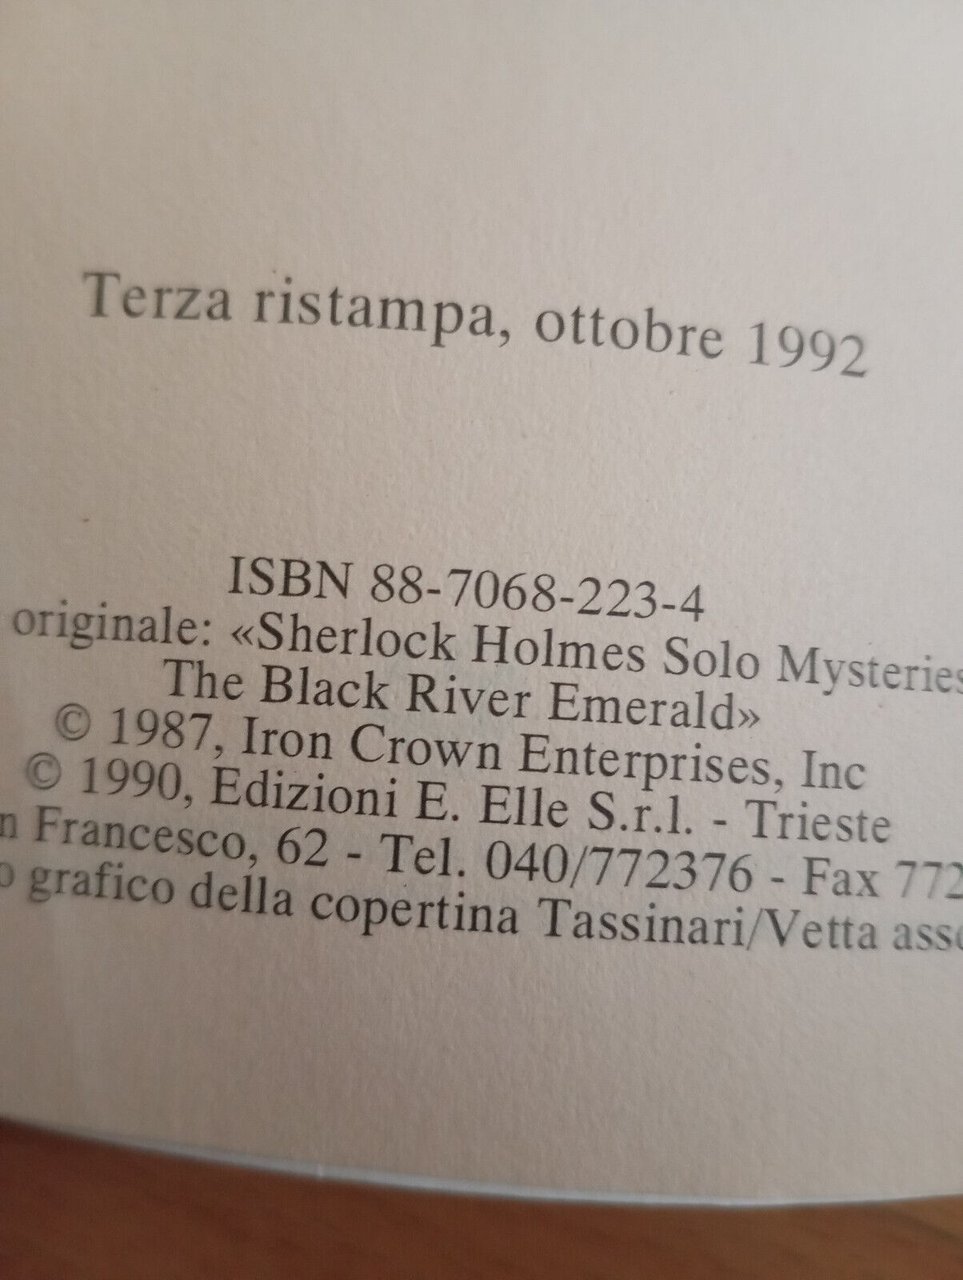 Terza ristampa, ottobre 1992
ISBN 88-7068-223-4
originale: «Sherlock Holmes Solo Mysteries
The Black River Emerald»
© 1987, Iron Crown Enterprises, Inc
© 1990, Edizioni E. Elle S.r.l. - Trieste
Francesco, 62 - Tel. 040/772376 - Fax 772
grafico della copertina Tassinari/Vetta